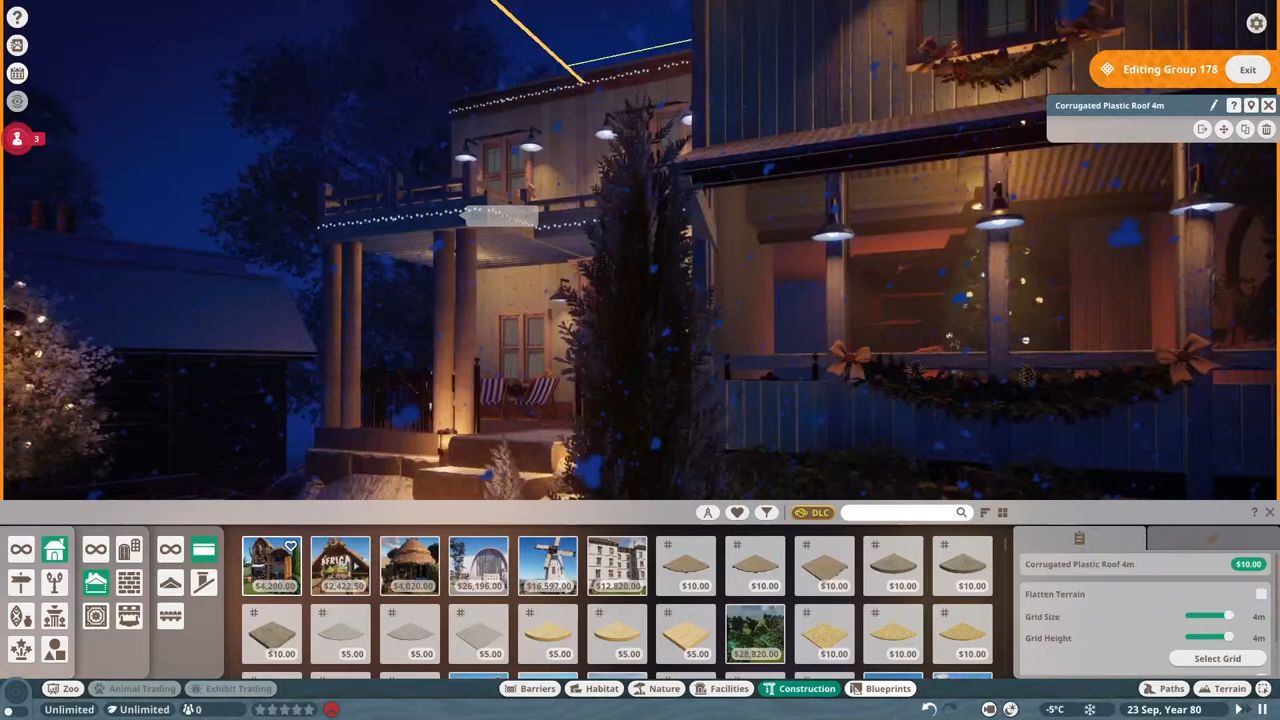 ?
3
Editing Group 178
Exit
Corrugated Plastic Roof 4m
?
DLC
?
$4,200.00
AFRICA
$2,422.50
$4,020.00
$26,196.00
$16,597.00
$12,820.00
$10.00
$10.00
$10.00
$10.00
$10.00
$10.00
$5.00
$5.00
$5.00
$5.00
$5.00
$5.00
$28,820.00
$10.00
$10.00
$10.00
Corrugated Plastic Roof 4m
$10.00
Flatten Terrain
Grid Size
4m
Grid Height
4m
Select Grid
Zoo
Animal Trading
Exhibit Trading
Barriers
Habitat
Nature
Facilities
Construction
Blueprints
Paths
Terrain
Unlimited
Unlimited
0
-5°C
23 Sep, Year 80